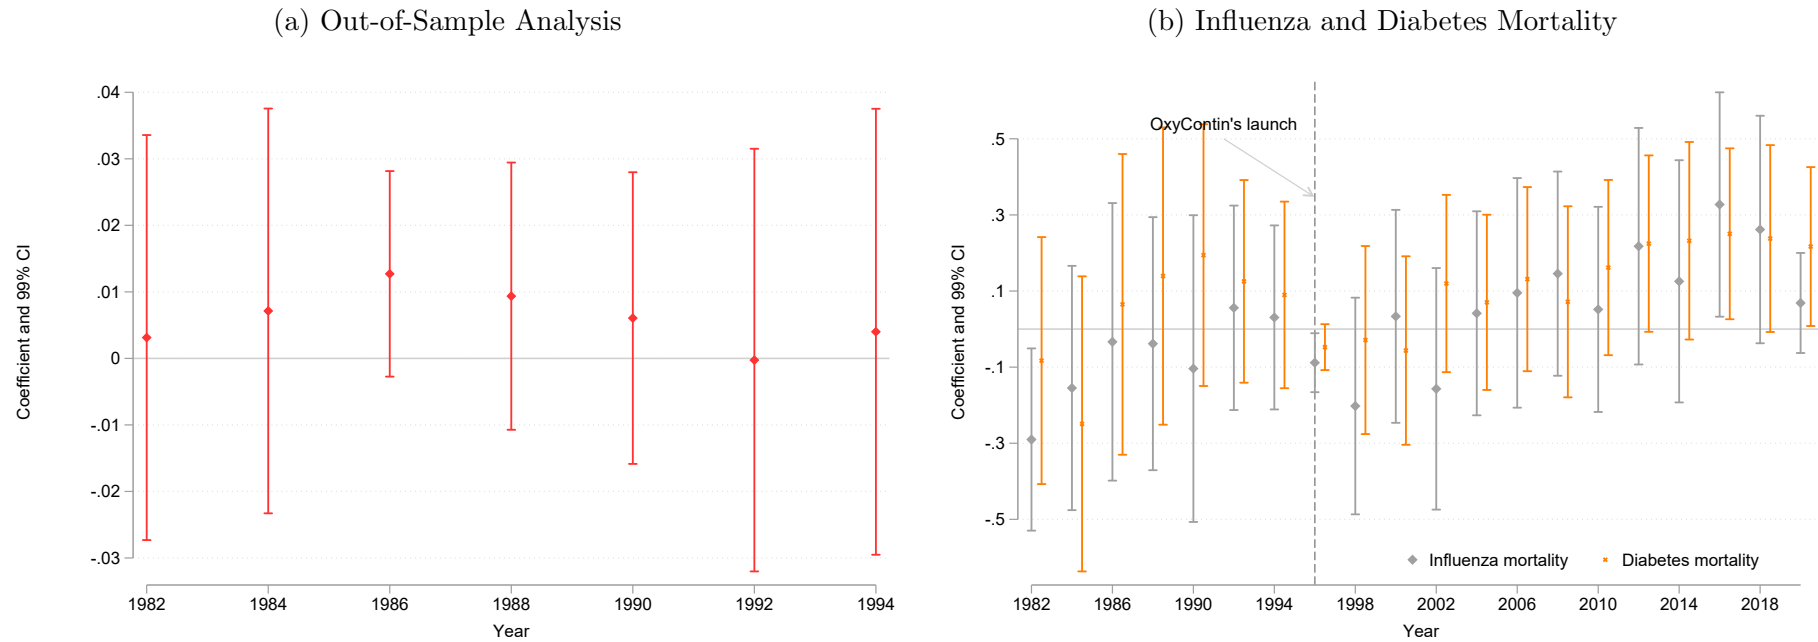 (a) Out-of-Sample Analysis
.04
.03
.02
.01
0
-.01
-.02
-.03
Coefficient and 99% CI
1982 1984 1986 1988 1990 1992 1994
Year
(b) Influenza and Diabetes Mortality
OxyContin's launch
.5
.3
.1
-.1
-.3
-.5
Coefficient and 99% CI
Influenza mortality Diabetes mortality
1982 1986 1990 1994 1998 2002 2006 2010 2014 2018
Year